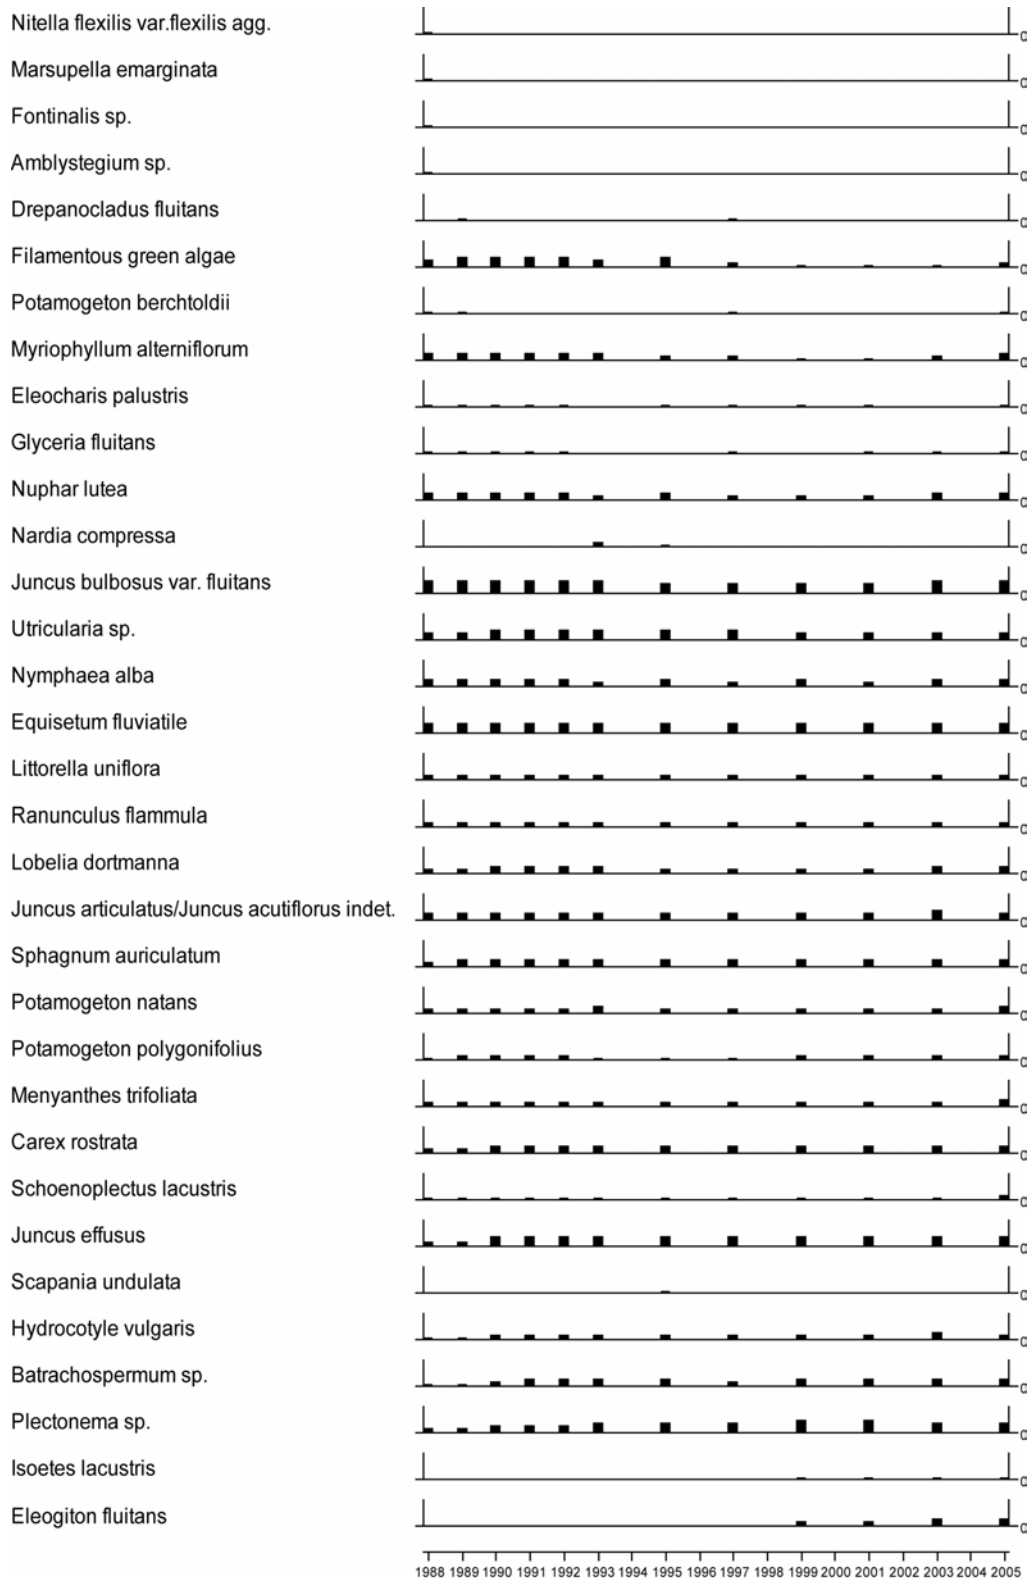 Nitella flexilis var.flexilis agg.
Marsupella emarginata
Fontinalis sp.
Amblystegium sp.
Drepanocladus fluitans
Filamentous green algae
Potamogeton berchtoldii
Myriophyllum alterniflorum
Eleocharis palustris
Glyceria fluitans
Nuphar lutea
Nardia compressa
Juncus bulbosus var. fluitans
Utricularia sp.
Nymphaea alba
Equisetum fluviatile
Littorella uniflora
Ranunculus flammula
Lobelia dortmanna
Juncus articulatus/Juncus acutiflorus indet.
Sphagnum auriculatum
Potamogeton natans
Potamogeton polygonifolius
Menyanthes trifoliata
Carex rostrata
Schoenoplectus lacustris
Juncus effusus
Scapania undulata
Hydrocotyle vulgaris
Batrachospermum sp.
Plectonema sp.
Isoetes lacustris
Eleogiton fluitans
1988 1989 1990 1991 1992 1993 1994 1995 1996 1997 1998 1999 2000 2001 2002 2003 2004 2005